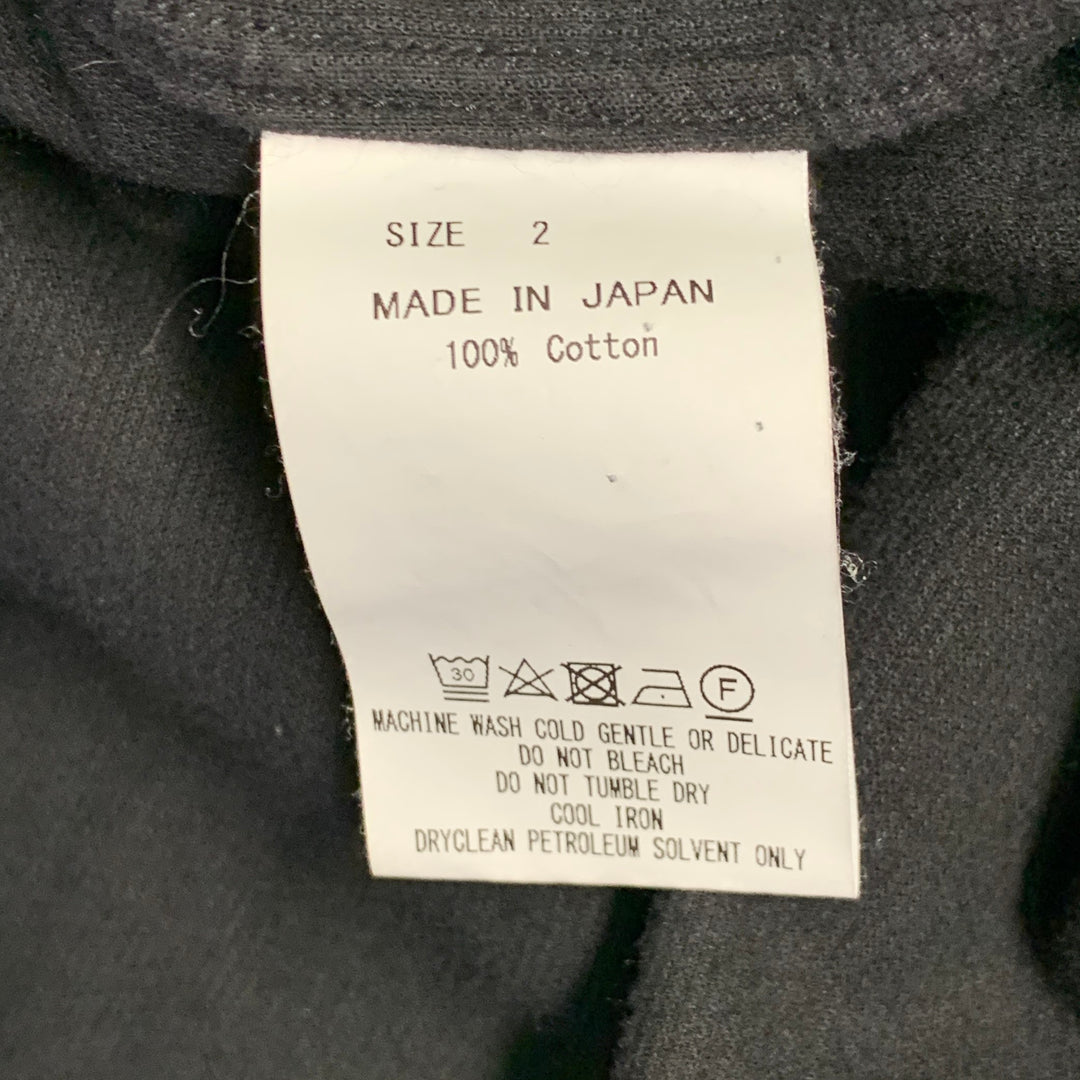 SIZE 2
MADE IN JAPAN
100% Cotton
30 F
MACHINE WASH COLD GENTLE OR DELICATE
DO NOT BLEACH
DO NOT TUMBLE DRY
COOL IRON
DRYCLEAN PETROLEUM SOLVENT ONLY